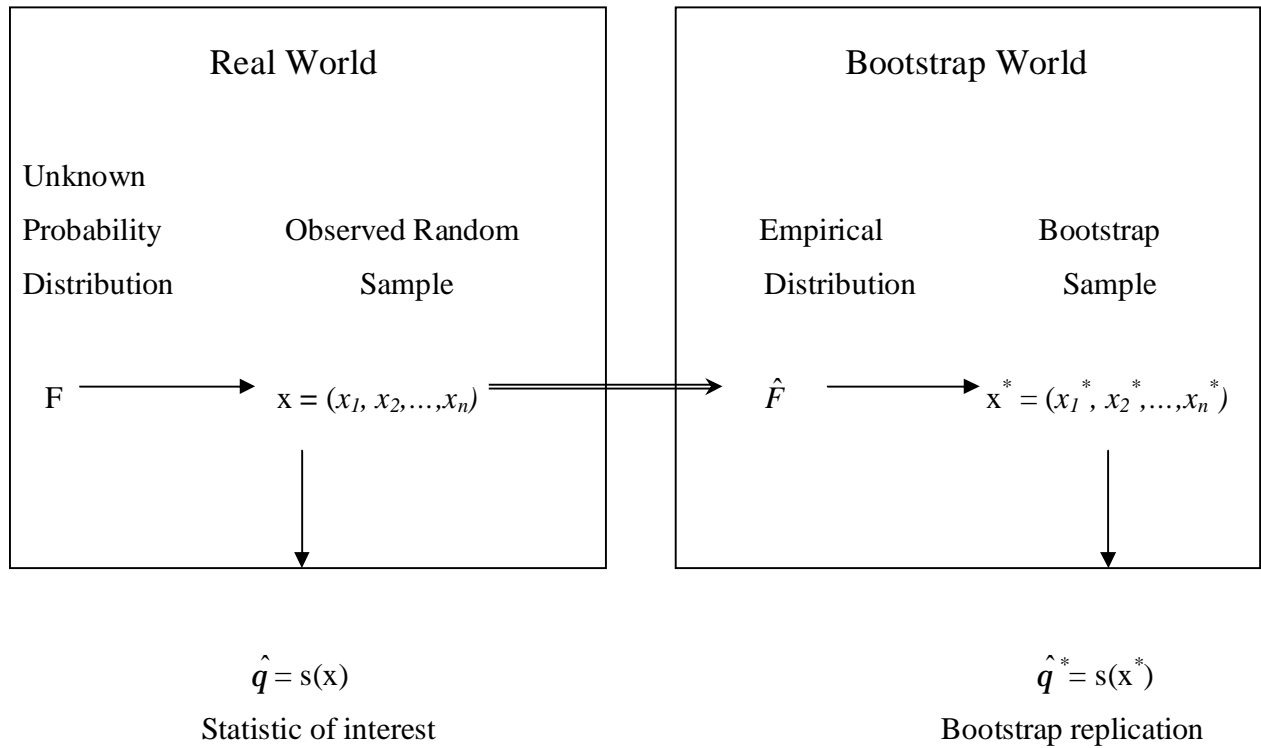 Real World
Unknown
Probability
Distribution
Observed Random
Sample
F
x = (x₁, x₂,...,xₙ)
q̂ = s(x)
Statistic of interest
Bootstrap World
Empirical
Distribution
Bootstrap
Sample
F̂
x* = (x₁*, x₂*,...,xₙ*)
q̂* = s(x*)
Bootstrap replication